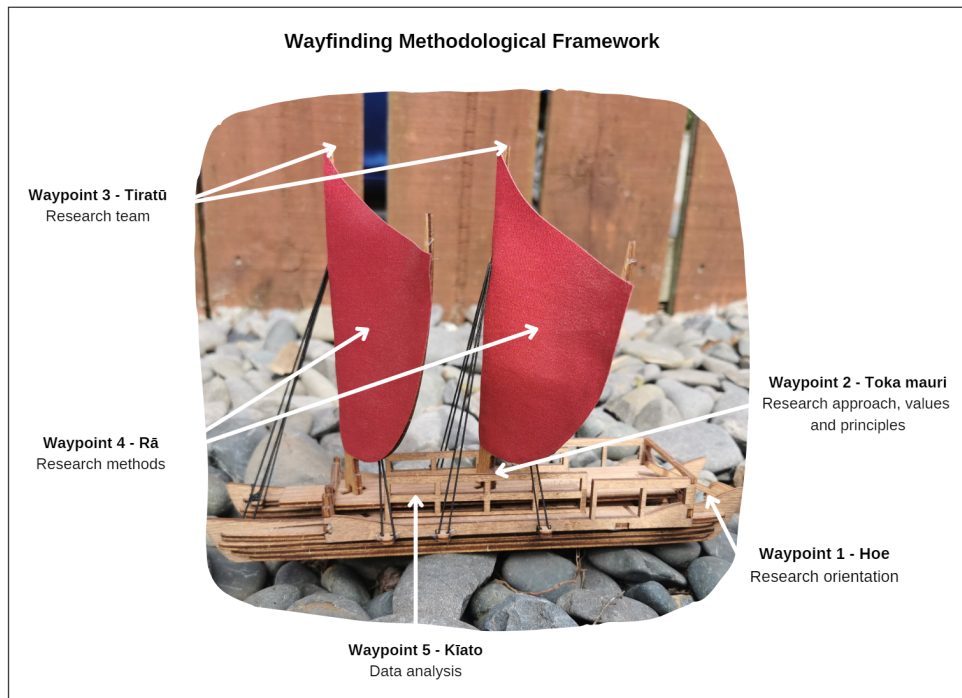 Wayfinding Methodological Framework
Waypoint 3 - Tiratū
Research team
Waypoint 2 - Toka mauri
Research approach, values
and principles
Waypoint 4 - Rā
Research methods
Waypoint 1 - Hoe
Research orientation
Waypoint 5 - Kīato
Data analysis